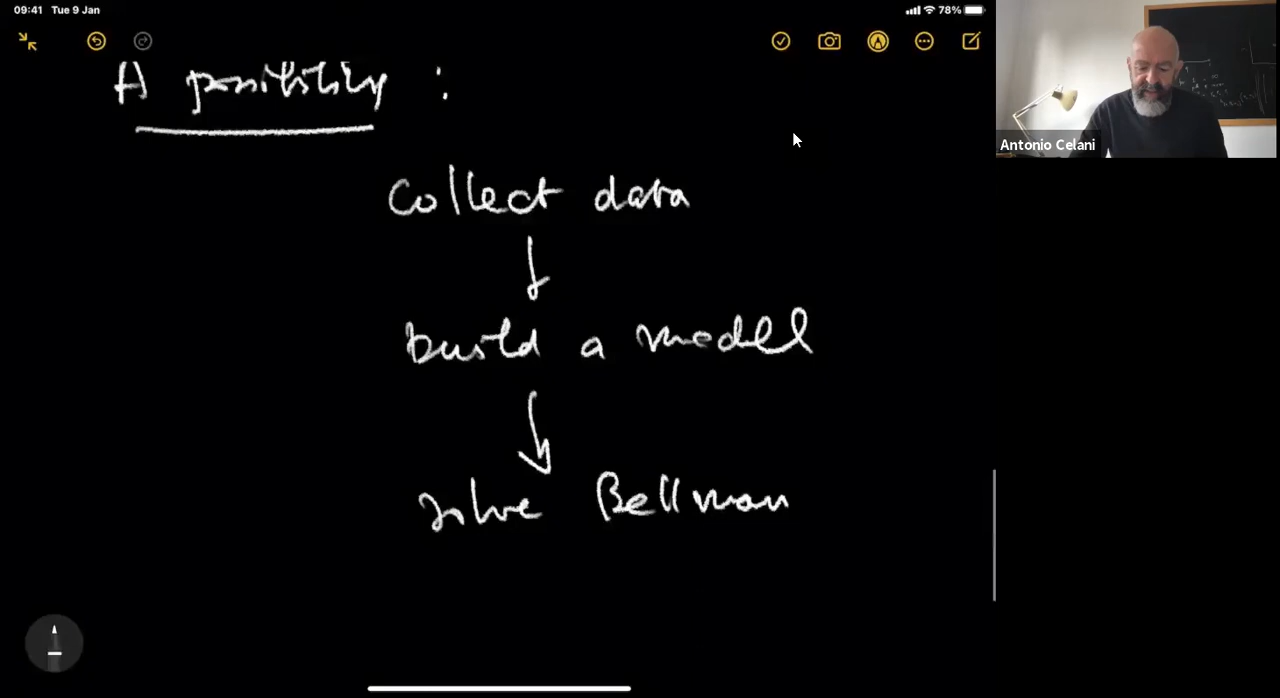 09:41 Tue 9 Jan 78%
A possibility :
Antonio Celani
Collect data
build a model
solve Bellman